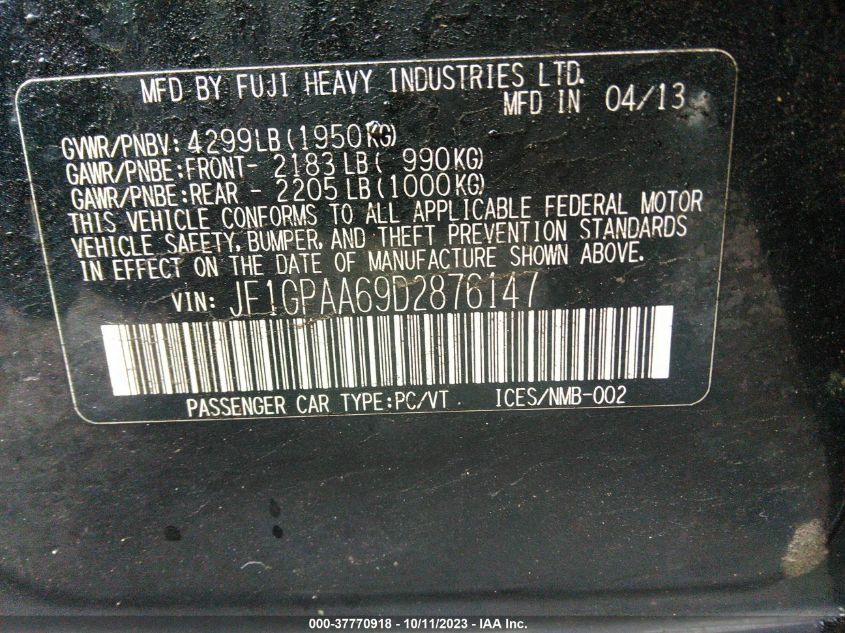 MFD BY FUJI HEAVY INDUSTRIES LTD.
MFD IN 04/13
GVWR/PNBV: 4299LB(1950KG)
GAWR/PNBE:FRONT- 2183LB( 990KG)
GAWR/PNBE:REAR - 2205LB(1000KG)
THIS VEHICLE CONFORMS TO ALL APPLICABLE FEDERAL MOTOR
VEHICLE SAFETY, BUMPER, AND THEFT PREVENTION STANDARDS
IN EFFECT ON THE DATE OF MANUFACTURE SHOWN ABOVE.
VIN: JF1GPAA69D2876147
PASSENGER CAR TYPE:PC/VT ICES/NMB-002
000-37770918 - 10/11/2023 - IAA Inc.